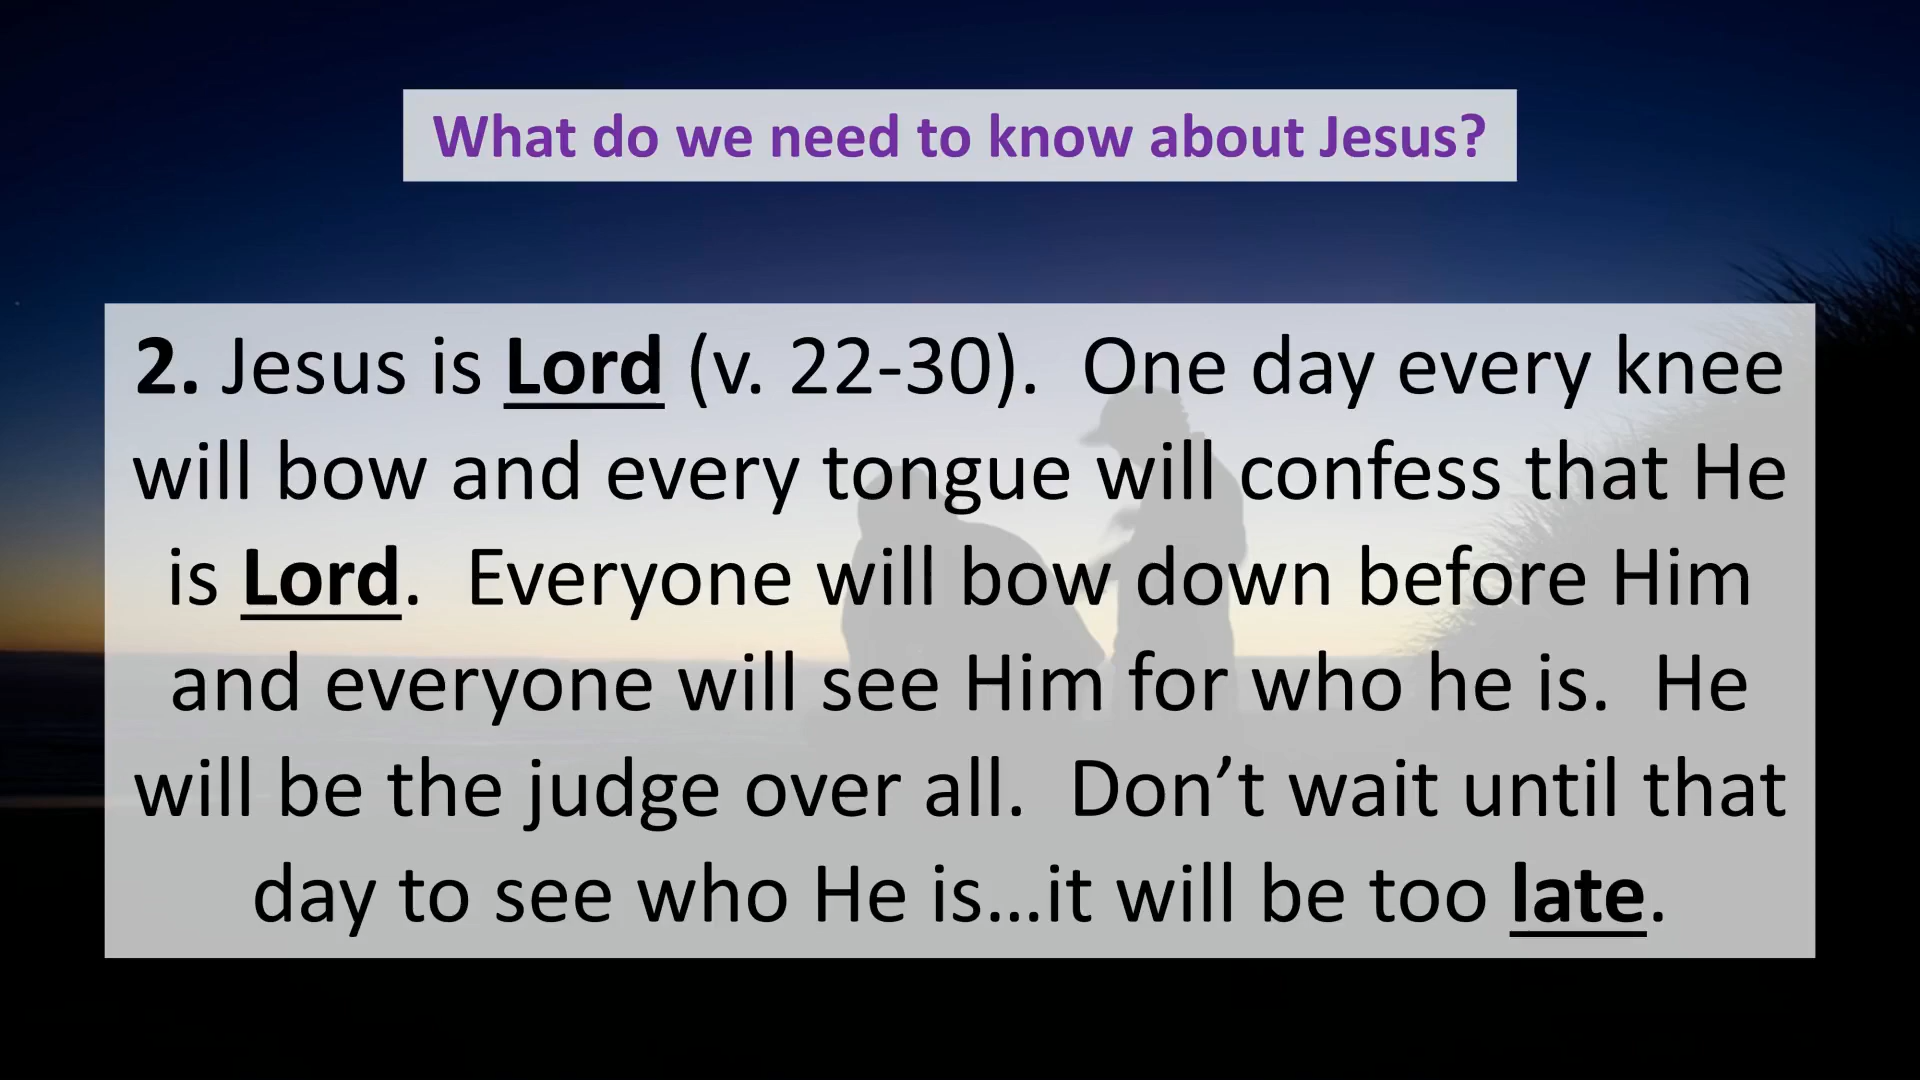 What do we need to know about Jesus?
2. Jesus is Lord (v. 22-30).  One day every knee
will bow and every tongue will confess that He
is Lord.  Everyone will bow down before Him
and everyone will see Him for who he is.  He
will be the judge over all.  Don’t wait until that
day to see who He is…it will be too late.